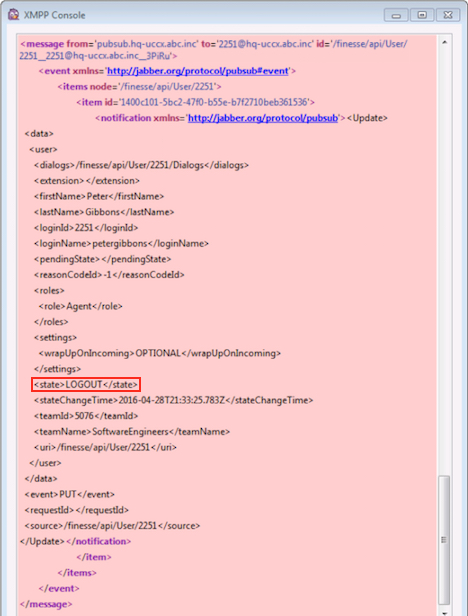 XMPP Console
<message from='pubsub.hq-uccx.abc.inc' to='2251@hq-uccx.abc.inc' id='/finesse/api/User/
2251__2251@hq-uccx.abc.inc__3PiRu'>
<event xmlns='http://jabber.org/protocol/pubsub#event'>
<items node='/finesse/api/User/2251'>
<item id='1400c101-5bc2-47f0-b55e-b7f2710beb361536'>
<notification xmlns='http://jabber.org/protocol/pubsub'><Update>
<data>
<user>
<dialogs>/finesse/api/User/2251/Dialogs</dialogs>
<extension></extension>
<firstName>Peter</firstName>
<lastName>Gibbons</lastName>
<loginId>2251</loginId>
<loginName>petergibbons</loginName>
<pendingState></pendingState>
<reasonCodeId>-1</reasonCodeId>
<roles>
<role>Agent</role>
</roles>
<settings>
<wrapUpOnIncoming>OPTIONAL</wrapUpOnIncoming>
</settings>
<state>LOGOUT</state>
<stateChangeTime>2016-04-28T21:33:25.783Z</stateChangeTime>
<teamId>5076</teamId>
<teamName>SoftwareEngineers</teamName>
<uri>/finesse/api/User/2251</uri>
</user>
</data>
<event>PUT</event>
<requestId></requestId>
<source>/finesse/api/User/2251</source>
</Update></notification>
</item>
</items>
</event>
</message>